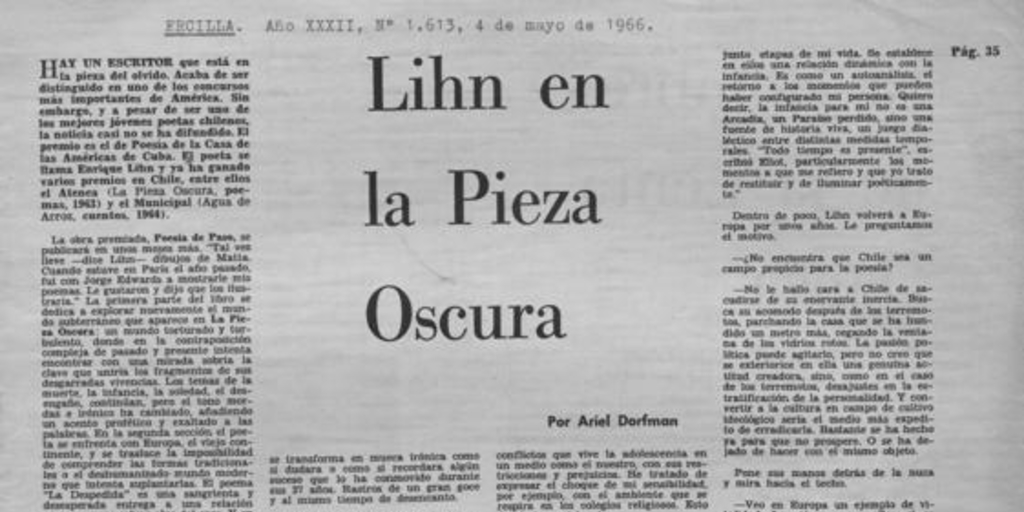 ERCILLA. Año XXXII, Nº 1.613, 4 de mayo de 1966.
Pág. 35
Lihn en
la Pieza
Oscura
Por Ariel Dorfman
HAY UN ESCRITOR que está en
la pieza del olvido. Acaba de ser
distinguido en uno de los concursos
más importantes de América. Sin
embargo, y a pesar de ser uno de
los mejores jóvenes poetas chilenos,
la noticia casi no se ha difundido. El
premio es el de Poesía de la Casa de
las Américas de Cuba. El poeta se
llama Enrique Lihn y ya ha ganado
varios premios en Chile, entre ellos
el Atenea (La Pieza Oscura, poe-
mas, 1963) y el Municipal (Agua de
Arroz, cuentos, 1964).
La obra premiada, Poesía de Paso, se
publicará en unos meses más. "Tal vez
lleve —dice Lihn— dibujos de Matta.
Cuando estuve en París el año pasado,
fui con Jorge Edwards a mostrarle mis
poemas. Le gustaron y dijo que los ilus-
traría." La primera parte del libro se
dedica a explorar nuevamente el mun-
do subterráneo que aparece en La Pie-
za Oscura: un mundo torturado y tur-
bulento, donde en la contraposición
compleja de pasado y presente intenta
encontrar con una mirada sobria la
clave que uniría los fragmentos de sus
desgarradas vivencias. Los temas de la
muerte, la infancia, la soledad, el des-
engaño, continúan, pero el tono mor-
daz e irónico ha cambiado, añadiendo
un acento profético y exaltado a las
palabras. En la segunda sección, el poe-
ta se enfrenta con Europa, el viejo con-
tinente, y se trasluce la imposibilidad
de comprender las formas tradiciona-
les o el deshumanizado mundo moder-
no que intenta suplantarlas. El poema
"La Despedida" es una sangrienta y
desesperada entrega a una relación
se transforma en mueca irónica como
si dudara o como si recordara algún
suceso que lo ha conmovido durante
sus 37 años. Rastros de un gran goce
y al mismo tiempo de desencanto.
conflictos que vive la adolescencia en
un medio como el nuestro, con sus res-
tricciones y prejuicios. He tratado de
expresar el choque de mi sensibilidad,
por ejemplo, con el ambiente que se
respira en los colegios religiosos. Esto
junto etapas de mi vida. Se establece
en ellos una relación dinámica con la
infancia. Es como un autoanálisis, el
retorno a los momentos que pueden
haber configurado mi persona. Quiero
decir, la infancia para mí no es una
Arcadia, un Paraíso perdido, sino una
fuente de historia viva, un juego dia-
léctico entre distintas medidas tempo-
rales. "Todo tiempo es presente", es-
cribió Eliot, particularmente los mo-
mentos a que me refiero y que yo trato
de restituir y de iluminar poéticamen-
te."
Dentro de poco, Lihn volverá a Eu-
ropa por unos años. Le preguntamos
el motivo.
—¿No encuentra que Chile sea un
campo propicio para la poesía?
—No le hallo cara a Chile de sa-
cudirse de su enervante inercia. Bus-
ca su acomodo después de los terremo-
tos, parchando la casa que se ha hun-
dido un metro más, cegando la venta-
na de los vidrios rotos. La pasión po-
lítica puede agitarlo, pero no creo que
se exteriorice en ella una genuina ac-
titud creadora, sino, como en el caso
de los terremotos, desajustes en la es-
tratificación de la personalidad. Y con-
vertir a la cultura en campo de cultivo
ideológico sería el medio más expedi-
to de erradicarla. Bastante se ha hecho
ya para que no prospere. O se ha de-
jado de hacer con el mismo objeto.
Pone sus manos detrás de la nuca
y mira hacia el techo.
—Veo en Europa un ejemplo de vi-